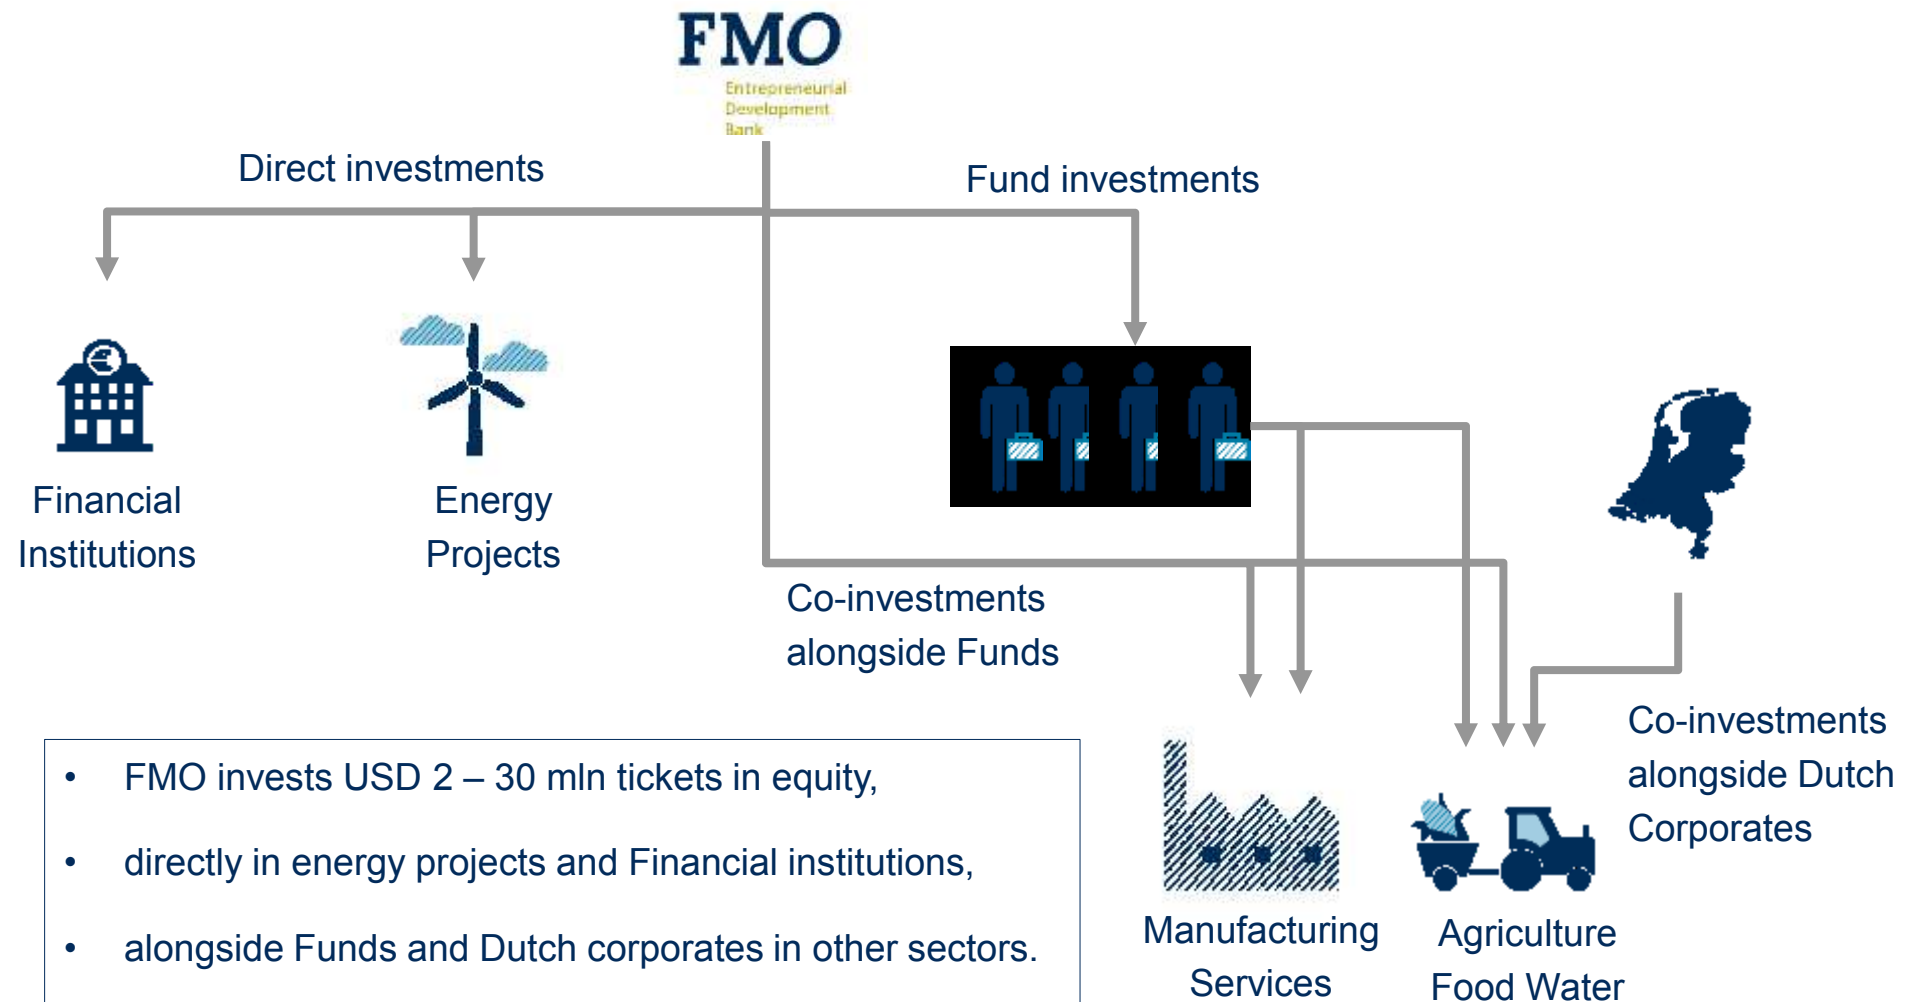 FMO
Entrepreneurial
Development
Bank
Direct investments
Fund investments
Financial
Institutions
Energy
Projects
Co-investments
alongside Funds
Co-investments
alongside Dutch
Corporates
• FMO invests USD 2 – 30 mln tickets in equity,
• directly in energy projects and Financial institutions,
• alongside Funds and Dutch corporates in other sectors.
Manufacturing
Services
Agriculture
Food Water